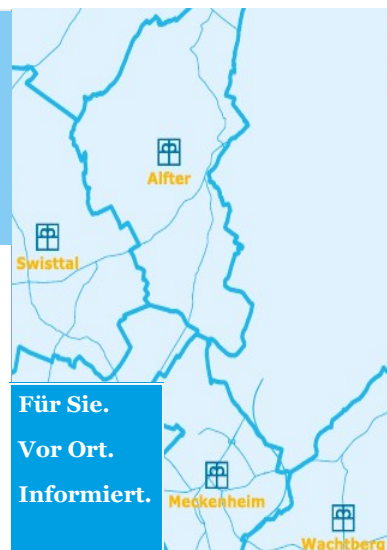 Alfter
Swisttal
Für Sie.
Vor Ort.
Informiert.
Meckenheim
Wachtberg